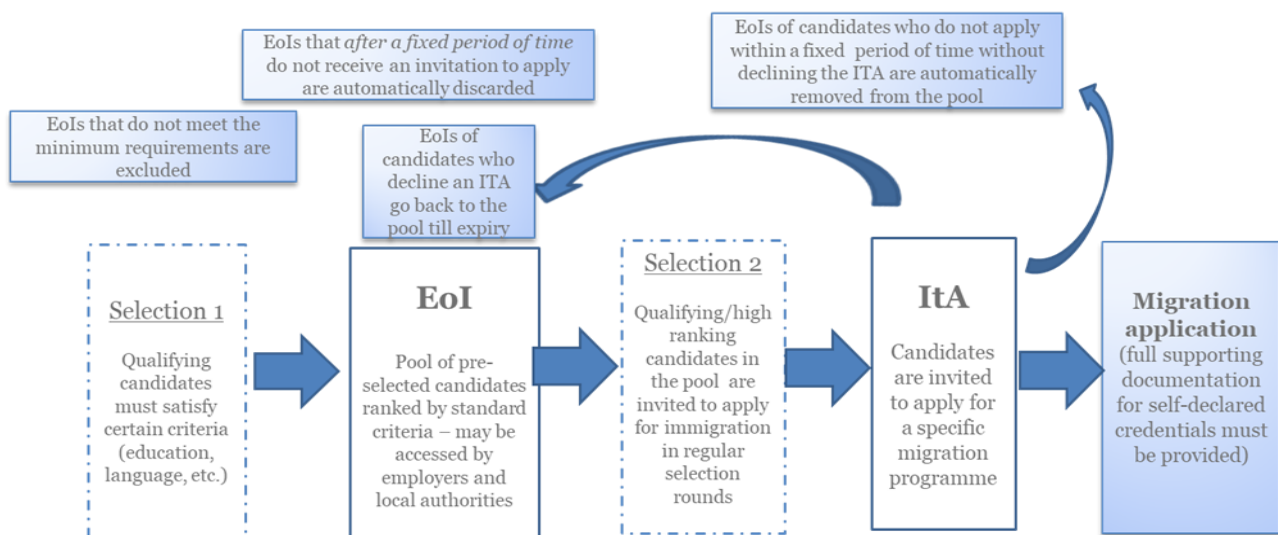 EoIs that after a fixed period of time
do not receive an invitation to apply
are automatically discarded
EoIs of candidates who do not apply
within a fixed period of time without
declining the ITA are automatically
removed from the pool
EoIs that do not meet the
minimum requirements are
excluded
EoIs of
candidates who
decline an ITA
go back to the
pool till expiry
Selection 1
Qualifying
candidates
must satisfy
certain criteria
(education,
language, etc.)
EoI
Pool of pre-
selected candidates
ranked by standard
criteria – may be
accessed by
employers and
local authorities
Selection 2
Qualifying/high
ranking
candidates in
the pool are
invited to apply
for immigration
in regular
selection
rounds
ItA
Candidates
are invited
to apply for
a specific
migration
programme
Migration
application
(full supporting
documentation
for self-declared
credentials must
be provided)